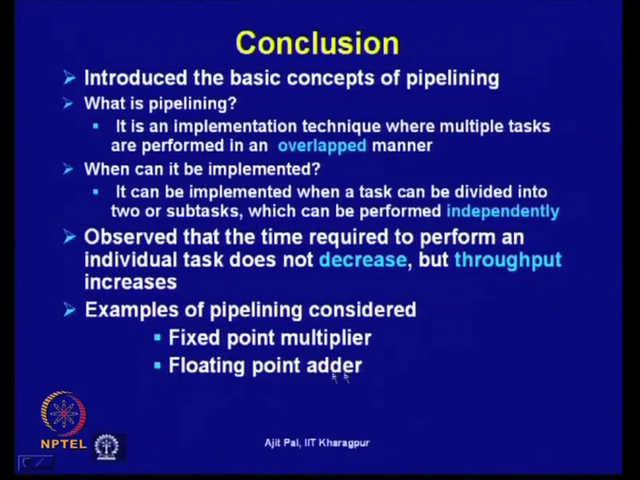 Conclusion
Introduced the basic concepts of pipelining
What is pipelining?
It is an implementation technique where multiple tasks
are performed in an overlapped manner
When can it be implemented?
It can be implemented when a task can be divided into
two or subtasks, which can be performed independently
Observed that the time required to perform an
individual task does not decrease, but throughput
increases
Examples of pipelining considered
Fixed point multiplier
Floating point adder
NPTEL
Ajit Pal, IIT Kharagpur